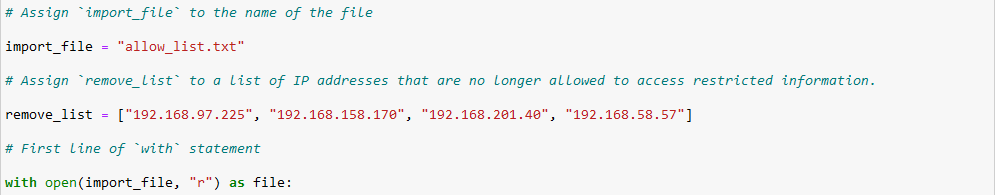 # Assign `import_file` to the name of the file
import_file = "allow_list.txt"
# Assign `remove_list` to a list of IP addresses that are no longer allowed to access restricted information.
remove_list = ["192.168.97.225", "192.168.158.170", "192.168.201.40", "192.168.58.57"]
# First line of `with` statement
with open(import_file, "r") as file: